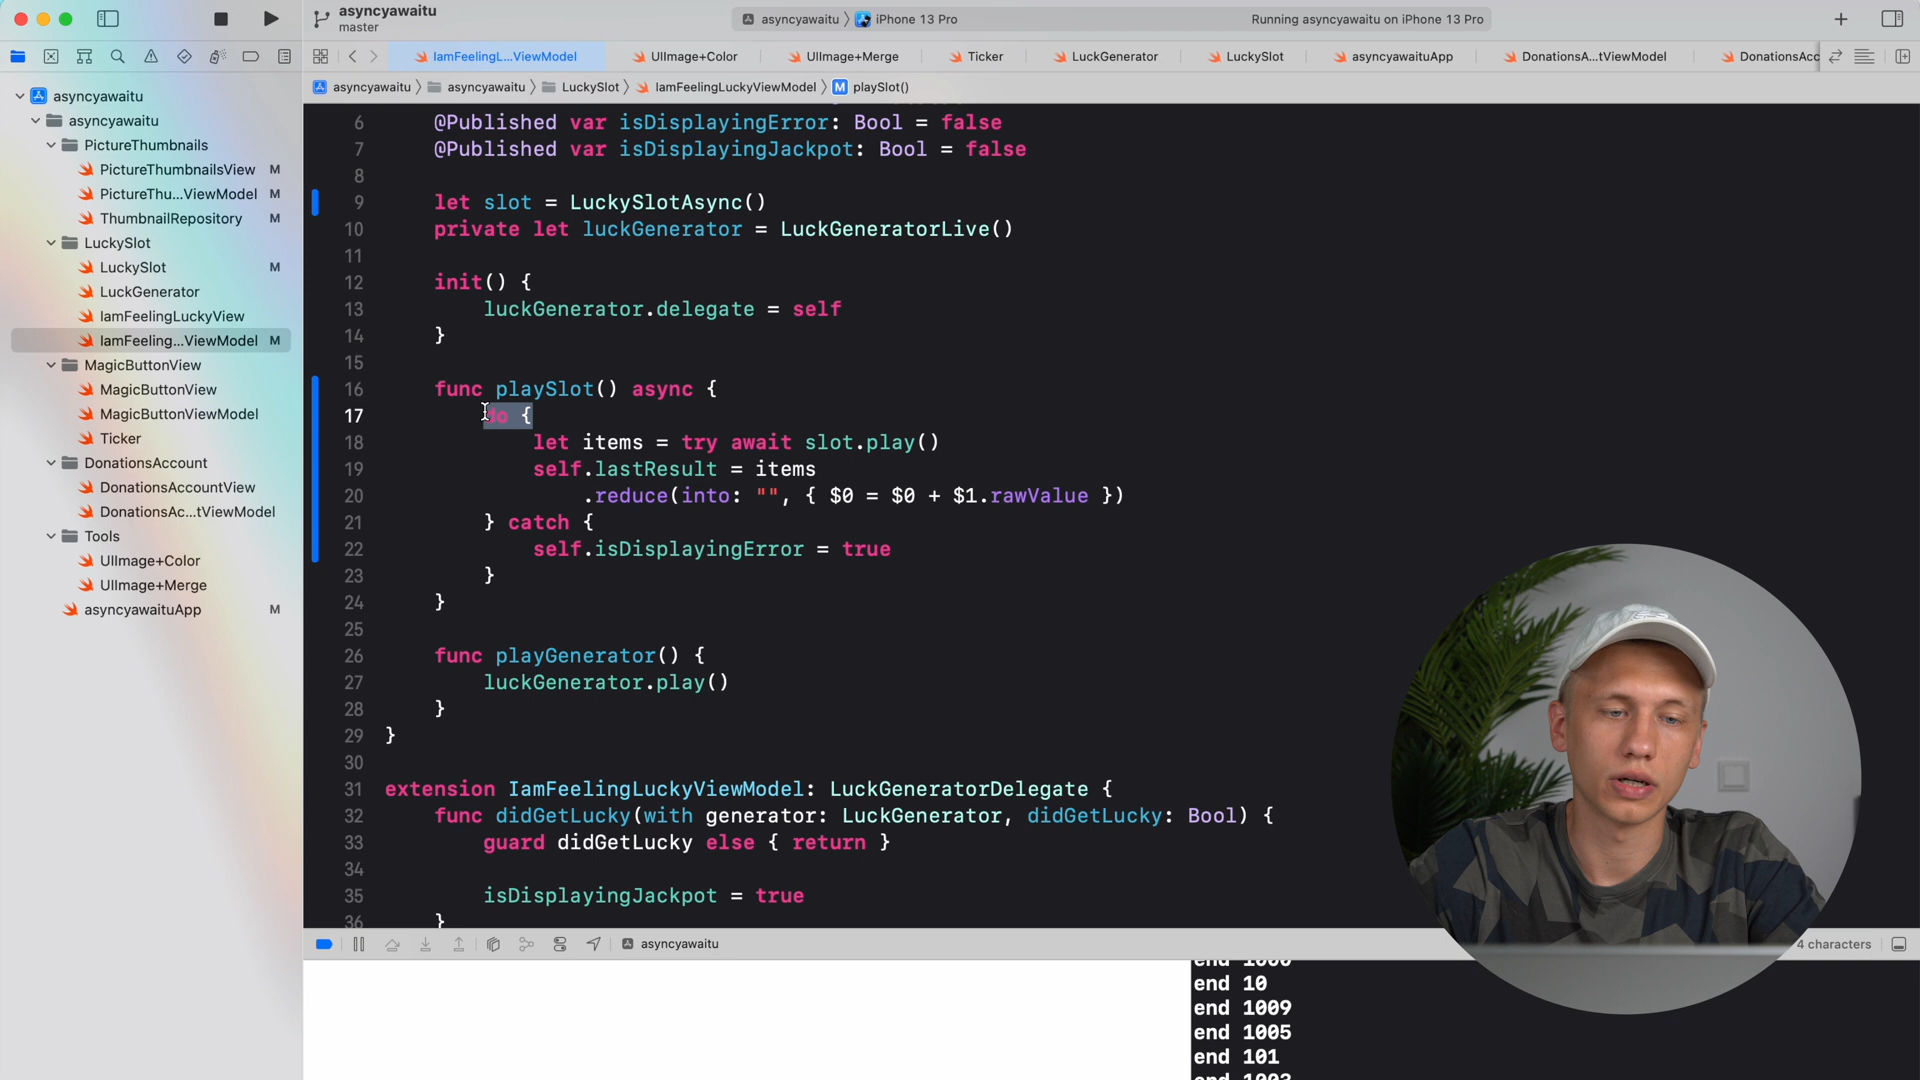 asyncyawaitu
master
asyncyawaitu
iPhone 13 Pro
Running asyncyawaitu on iPhone 13 Pro
IamFeelingL...ViewModel
UIImage+Color
UIImage+Merge
Ticker
LuckGenerator
LuckySlot
asyncyawaituApp
DonationsA...tViewModel
DonationsAcc
asyncyawaitu
asyncyawaitu
LuckySlot
IamFeelingLuckyViewModel
M playSlot()
asyncyawaitu
asyncyawaitu
PictureThumbnails
PictureThumbnailsView M
PictureThu...ViewModel M
ThumbnailRepository M
LuckySlot
LuckySlot M
LuckGenerator
IamFeelingLuckyView
IamFeeling...ViewModel M
MagicButtonView
MagicButtonView
MagicButtonViewModel
Ticker
DonationsAccount
DonationsAccountView
DonationsAc...tViewModel
Tools
UIImage+Color
UIImage+Merge
asyncyawaituApp M
6 @Published var isDisplayingError: Bool = false
7 @Published var isDisplayingJackpot: Bool = false
8
9 let slot = LuckySlotAsync()
10 private let luckGenerator = LuckGeneratorLive()
11
12 init() {
13 luckGenerator.delegate = self
14 }
15
16 func playSlot() async {
17 do {
18 let items = try await slot.play()
19 self.lastResult = items
20 .reduce(into: "", { $0 = $0 + $1.rawValue })
21 } catch {
22 self.isDisplayingError = true
23 }
24 }
25
26 func playGenerator() {
27 luckGenerator.play()
28 }
29 }
30
31 extension IamFeelingLuckyViewModel: LuckGeneratorDelegate {
32 func didGetLucky(with generator: LuckGenerator, didGetLucky: Bool) {
33 guard didGetLucky else { return }
34
35 isDisplayingJackpot = true
36 }
asyncyawaitu
4 characters
end 1000
end 10
end 1009
end 1005
end 101